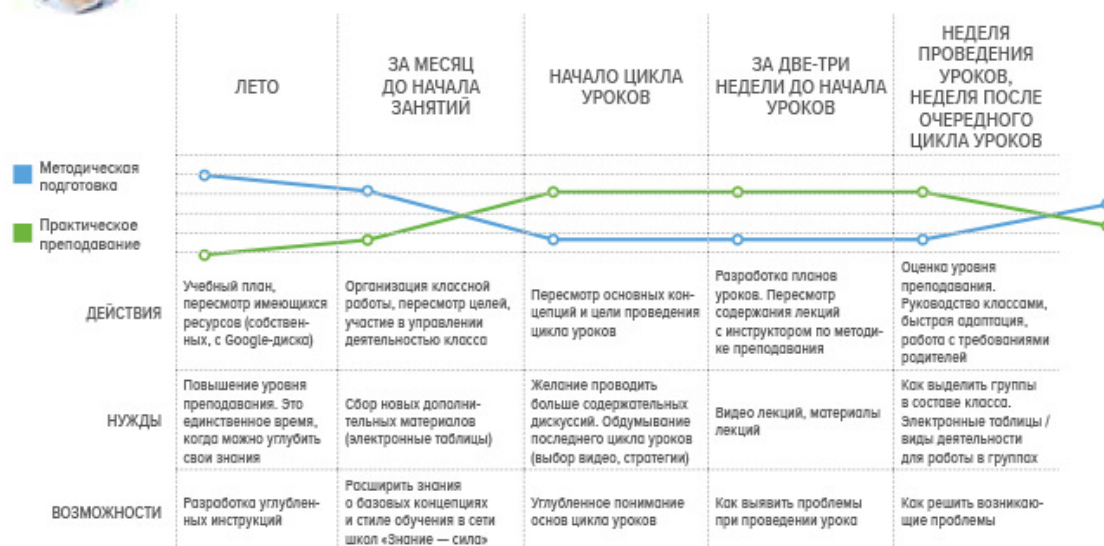 ЛЕТО
ЗА МЕСЯЦ
ДО НАЧАЛА
ЗАНЯТИЙ
НАЧАЛО ЦИКЛА
УРОКОВ
ЗА ДВЕ-ТРИ
НЕДЕЛИ ДО НАЧАЛА
УРОКОВ
НЕДЕЛЯ
ПРОВЕДЕНИЯ
УРОКОВ,
НЕДЕЛЯ ПОСЛЕ
ОЧЕРЕДНОГО
ЦИКЛА УРОКОВ
Методическая
подготовка
Практическое
преподавание
ДЕЙСТВИЯ
Учебный план,
пересмотр имеющихся
ресурсов (собствен-
ных, с Google-диска)
Организация классной
работы, пересмотр целей,
участие в управлении
деятельностью класса
Пересмотр основных кон-
цепций и цели проведения
цикла уроков
Разработка планов
уроков. Пересмотр
содержания лекций
с инструктором по методи-
ке преподавания
Оценка уровня
преподавания.
Руководство классами,
быстрая адаптация,
работа с требованиями
родителей
НУЖДЫ
Повышение уровня
преподавания. Это
единственное время,
когда можно углубить
свои знания
Сбор новых дополни-
тельных материалов
(электронные таблицы)
Желание проводить
больше содержательных
дискуссий. Обдумывание
последнего цикла уроков
(выбор видео, стратегии)
Видео лекций, материалы
лекций
Как выделить группы
в составе класса.
Электронные таблицы /
виды деятельности
для работы в группах
ВОЗМОЖНОСТИ
Разработка углублен-
ных инструкций
Расширить знания
о базовых концепциях
и стиле обучения в сети
школ «Знание — сила»
Углубленное понимание
основ цикла уроков
Как выявить проблемы
при проведении урока
Как решить возникаю-
щие проблемы